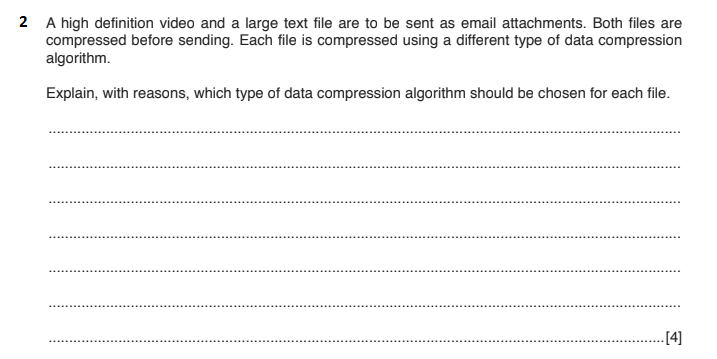 2 A high definition video and a large text file are to be sent as email attachments. Both files are
compressed before sending. Each file is compressed using a different type of data compression
algorithm.
Explain, with reasons, which type of data compression algorithm should be chosen for each file.
[4]